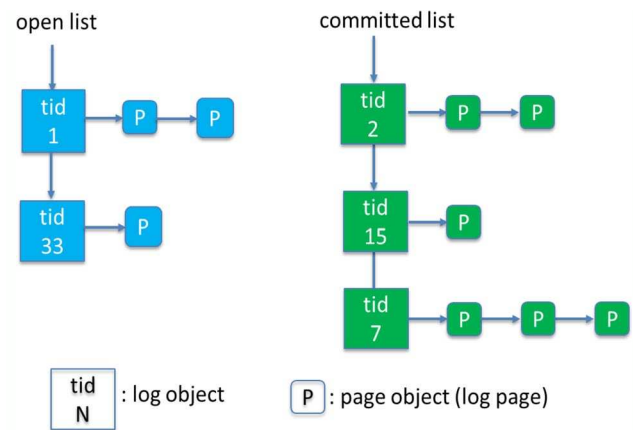 open list
tid
1
P
P
tid
33
P
committed list
tid
2
P
P
tid
15
P
tid
7
P
P
P
tid
N
: log object
P
: page object (log page)